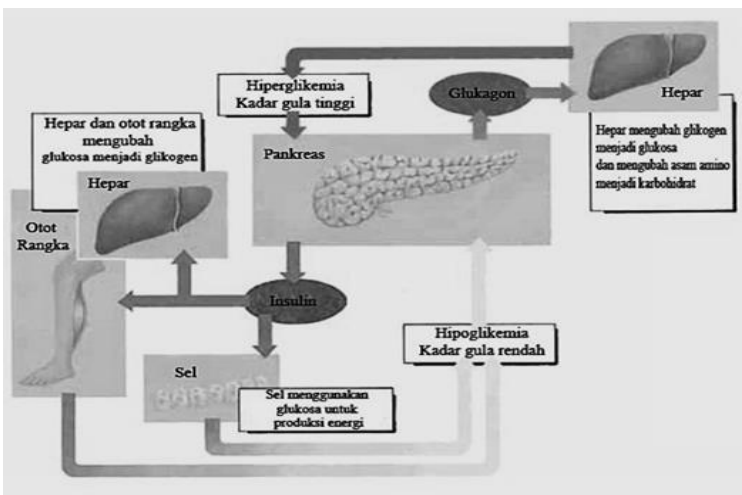 Hiperglikemia
Kadar gula tinggi
Glukagon
Hepar
Hepar dan otot rangka
mengubah
glukosa menjadi glikogen
Hepar mengubah glikogen
menjadi glukosa
dan mengubah asam amino
menjadi karbohidrat
Pankreas
Hepar
Otot
Rangka
Insulin
Hipoglikemia
Kadar gula rendah
Sel
Sel menggunakan
glukosa untuk
produksi energi